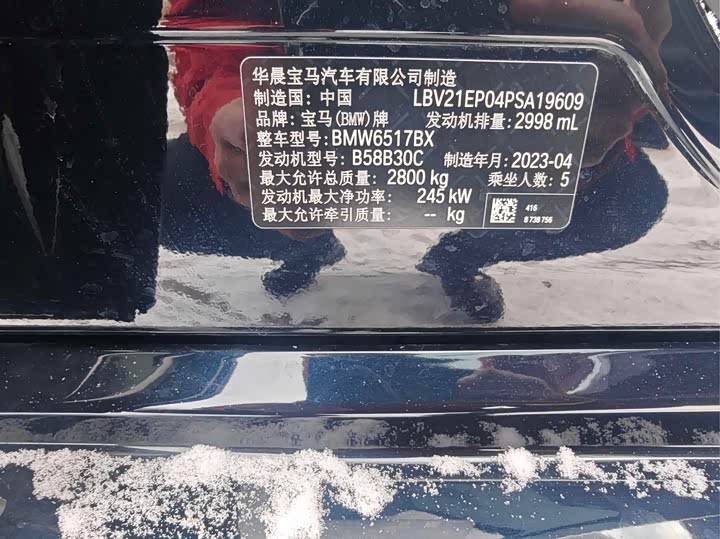 华晨宝马汽车有限公司制造
制造国: 中国 LBV21EP04PSA19609
品牌: 宝马(BMW)牌 发动机排量: 2998 mL
整车型号: BMW6517BX
发动机型号: B58B30C 制造年月: 2023-04
最大允许总质量: 2800 kg 乘坐人数: 5
发动机最大净功率: 245 kW
最大允许牵引质量: -- kg
416
8738756